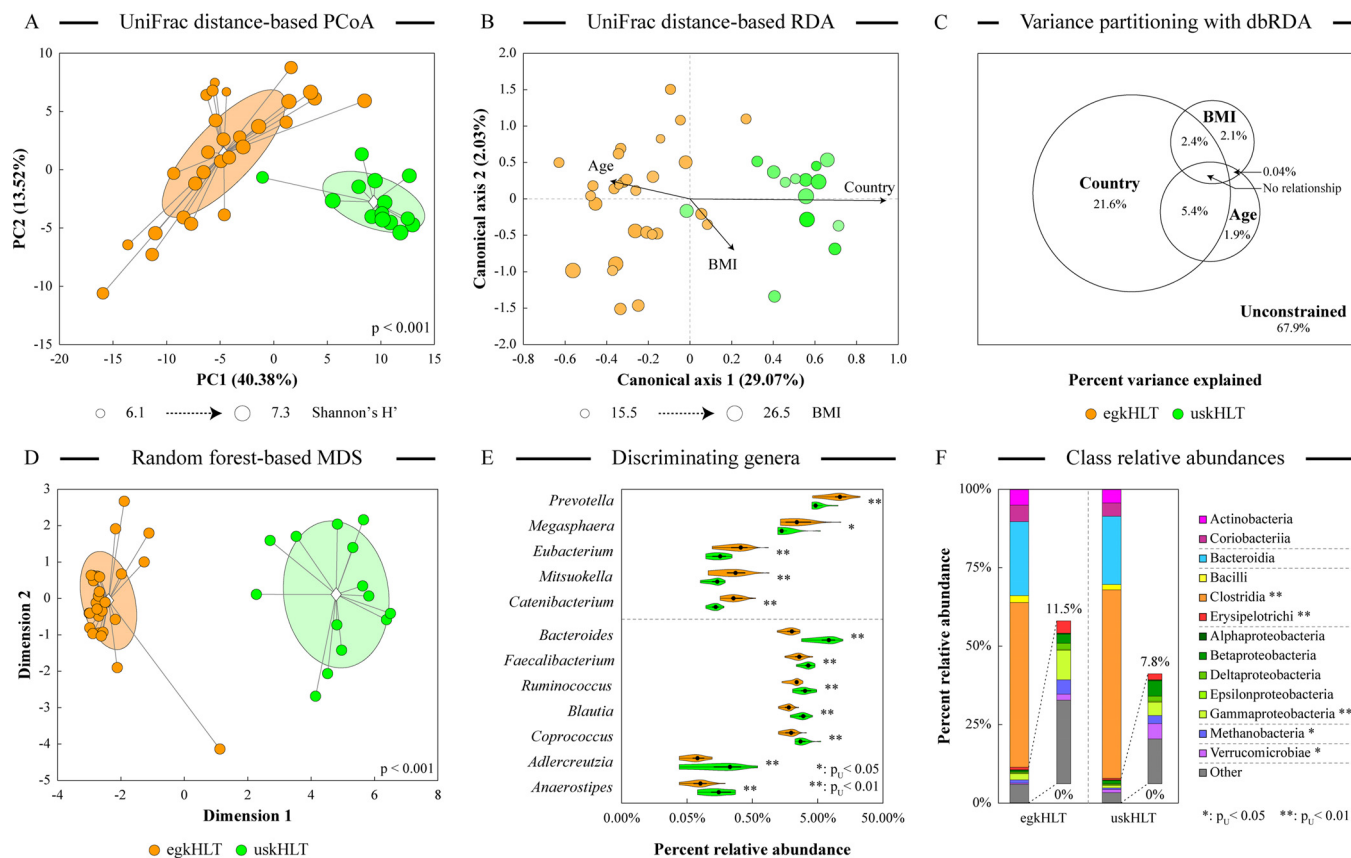 A UniFrac distance-based PCoA
10
5
0
-5
-10
-15
PC2 (13.52%)
p < 0.001
-20 -15 -10 -5 0 5 10 15
PC1 (40.38%)
6.1 7.3 Shannon's H'
B UniFrac distance-based RDA
2.0
1.5
1.0
0.5
0
-0.5
-1.0
-1.5
-2.0
Canonical axis 2 (2.03%)
Age
Country
BMI
-0.8 -0.6 -0.4 -0.2 0 0.2 0.4 0.6 0.8 1.0
Canonical axis 1 (29.07%)
15.5 26.5 BMI
C Variance partitioning with dbRDA
BMI
2.4% 2.1%
0.04%
No relationship
Country
21.6%
5.4%
Age
1.9%
Unconstrained
67.9%
Percent variance explained
egkHLT uskHLT
D Random forest-based MDS
3
2
1
0
-1
-2
-3
-4
-5
Dimension 2
p < 0.001
-4 -2 0 2 4 6 8
Dimension 1
egkHLT uskHLT
E Discriminating genera
Prevotella **
Megasphaera *
Eubacterium **
Mitsuokella **
Catenibacterium **
Bacteroides **
Faecalibacterium **
Ruminococcus **
Blautia **
Coprococcus **
Adlercreutzia **
Anaerostipes **
*: pU< 0.05
**: pU< 0.01
0.00% 0.05% 0.50% 5.00% 50.00%
Percent relative abundance
F Class relative abundances
100%
75%
50%
25%
0%
Percent relative abundance
11.5%
0%
7.8%
0%
egkHLT uskHLT
Actinobacteria
Coriobacteriia
Bacteroidia
Bacilli
Clostridia **
Erysipelotrichi **
Alphaproteobacteria
Betaproteobacteria
Deltaproteobacteria
Epsilonproteobacteria
Gammaproteobacteria **
Methanobacteria *
Verrucomicrobiae *
Other
*: pU< 0.05 **: pU< 0.01